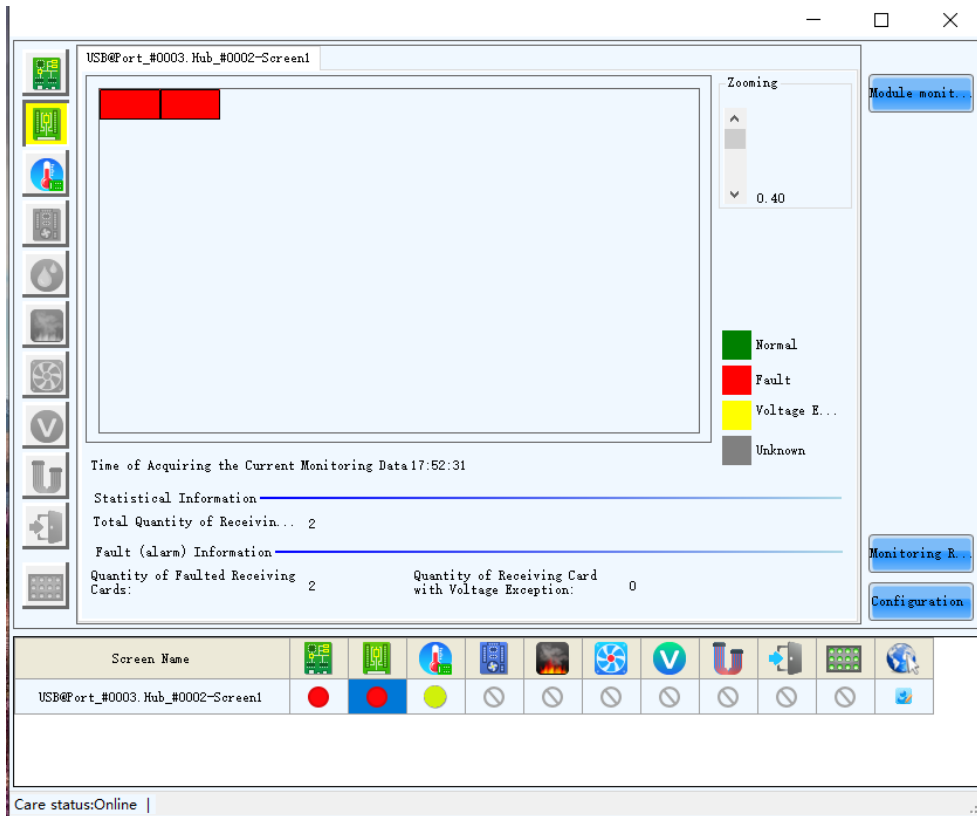 USB@Port_#0003.Hub_#0002-Screen1
Zooming
0.40
Module monit...
Normal
Fault
Voltage E...
Unknown
Time of Acquiring the Current Monitoring Data 17:52:31
Statistical Information
Total Quantity of Receivin... 2
Fault (alarm) Information
Quantity of Faulted Receiving Cards: 2
Quantity of Receiving Card with Voltage Exception: 0
Monitoring R...
Configuration
Screen Name
USB@Port_#0003.Hub_#0002-Screen1
Care status:Online |